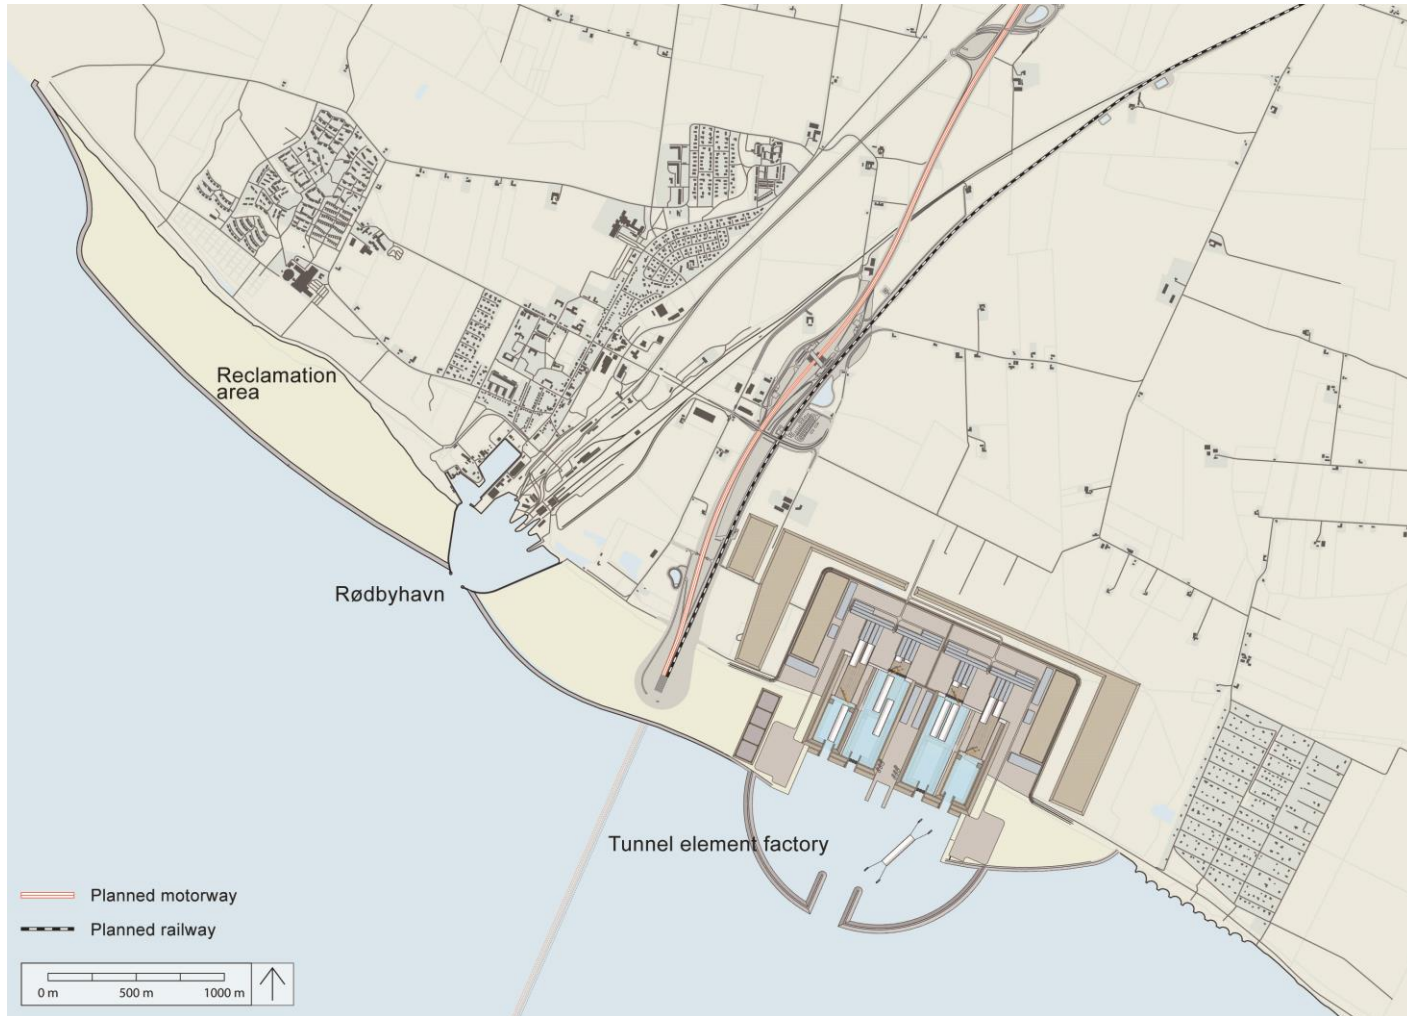 Reclamation
area
Rødbyhavn
Tunnel element factory
Planned motorway
Planned railway
0 m 500 m 1000 m